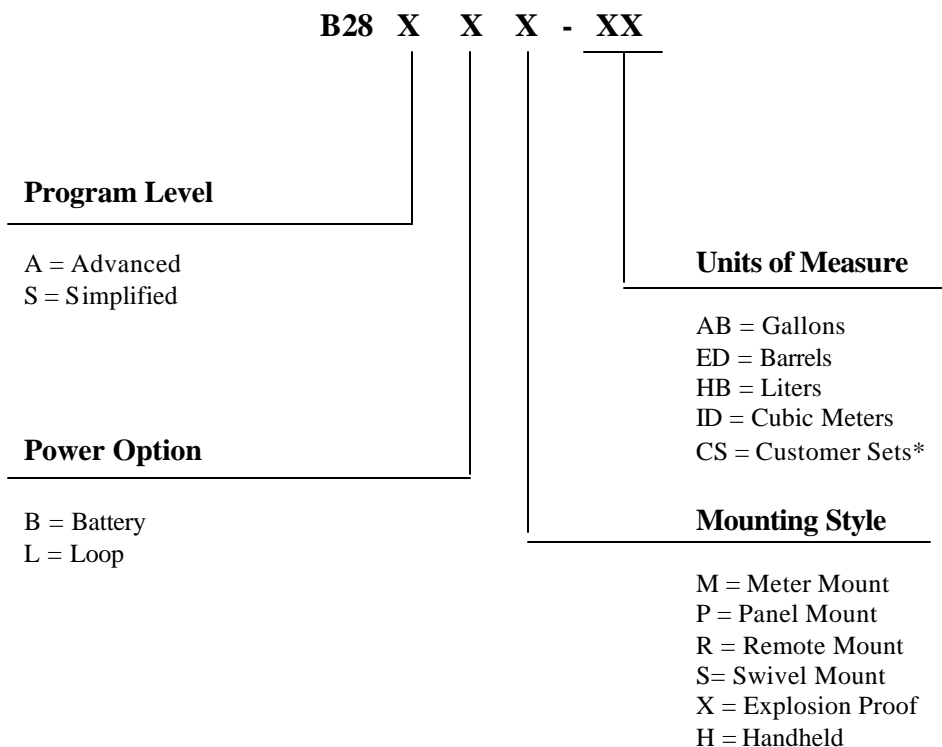 B28 X X X - XX
Program Level
A = Advanced
S = Simplified
Power Option
B = Battery
L = Loop
Units of Measure
AB = Gallons
ED = Barrels
HB = Liters
ID = Cubic Meters
CS = Customer Sets*
Mounting Style
M = Meter Mount
P = Panel Mount
R = Remote Mount
S= Swivel Mount
X = Explosion Proof
H = Handheld